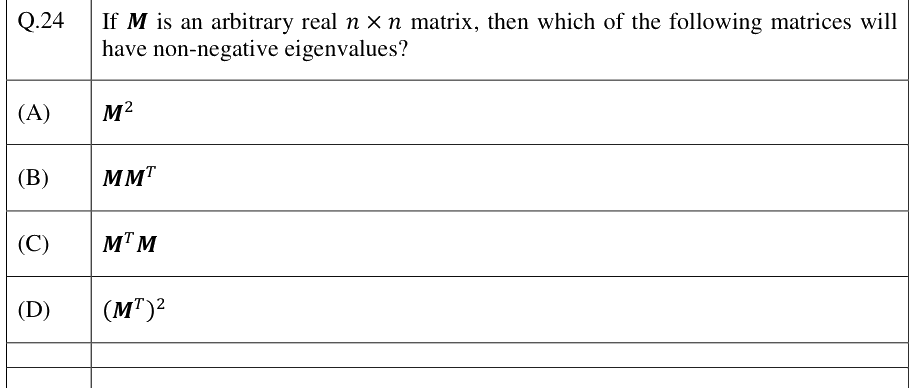 Q.24 If M is an arbitrary real n × n matrix, then which of the following matrices will
have non-negative eigenvalues?
(A) M²
(B) MMᵀ
(C) MᵀM
(D) (Mᵀ)²